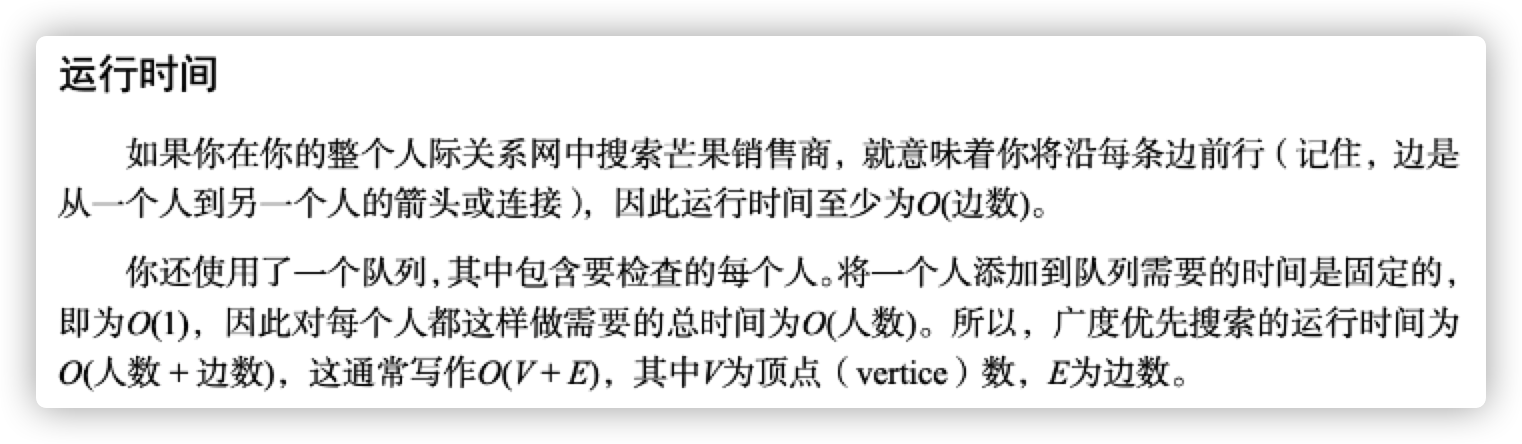 运行时间
如果你在你的整个人际关系网中搜索芒果销售商，就意味着你将沿每条边前行（记住，边是
从一个人到另一个人的箭头或连接），因此运行时间至少为O(边数)。
你还使用了一个队列，其中包含要检查的每个人。将一个人添加到队列需要的时间是固定的，
即为O(1)，因此对每个人都这样做需要的总时间为O(人数)。所以，广度优先搜索的运行时间为
O(人数 + 边数)，这通常写作O(V + E)，其中V为顶点（vertice）数，E为边数。